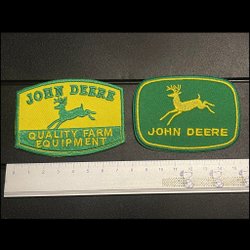 JOHN DEERE
QUALITY FARM
EQUIPMENT
JOHN DEERE